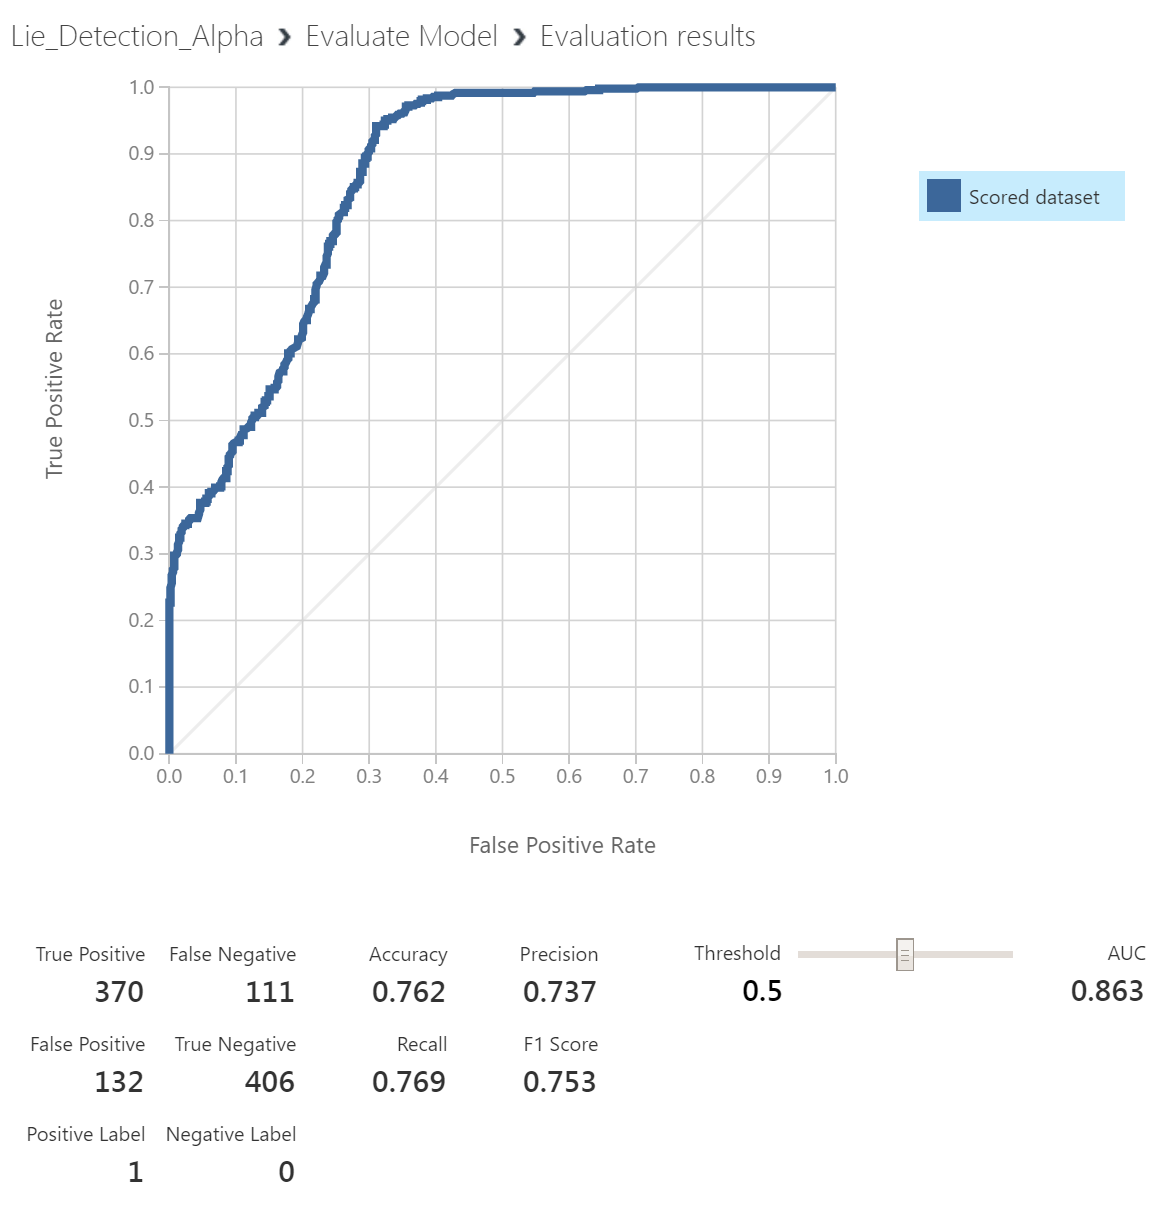 Lie_Detection_Alpha ❯ Evaluate Model ❯ Evaluation results
1.0
0.9
0.8
0.7
0.6
0.5
0.4
0.3
0.2
0.1
0.0
True Positive Rate
0.0 0.1 0.2 0.3 0.4 0.5 0.6 0.7 0.8 0.9 1.0
False Positive Rate
Scored dataset
True Positive False Negative Accuracy Precision Threshold AUC
370 111 0.762 0.737 0.5 0.863
False Positive True Negative Recall F1 Score
132 406 0.769 0.753
Positive Label Negative Label
1 0